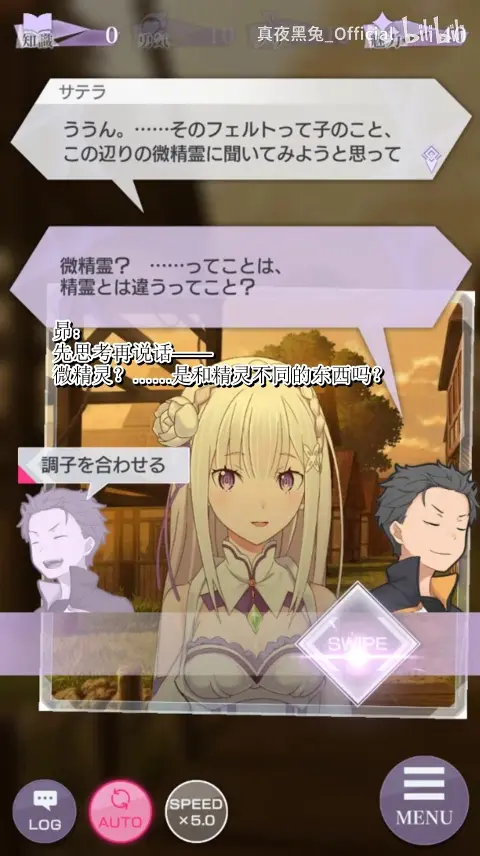 真夜黑兔_Official
bilibili
知識 0
サテラ
ううん。……そのフェルトって子のこと、
この辺りの微精霊に聞いてみようと思って
微精霊？　……ってことは、
精霊とは違うってこと？
昴：
先思考再说话——
微精灵？......是和精灵不同的东西吗？
調子を合わせる
SWIPE
LOG
AUTO
SPEED
×5.0
MENU